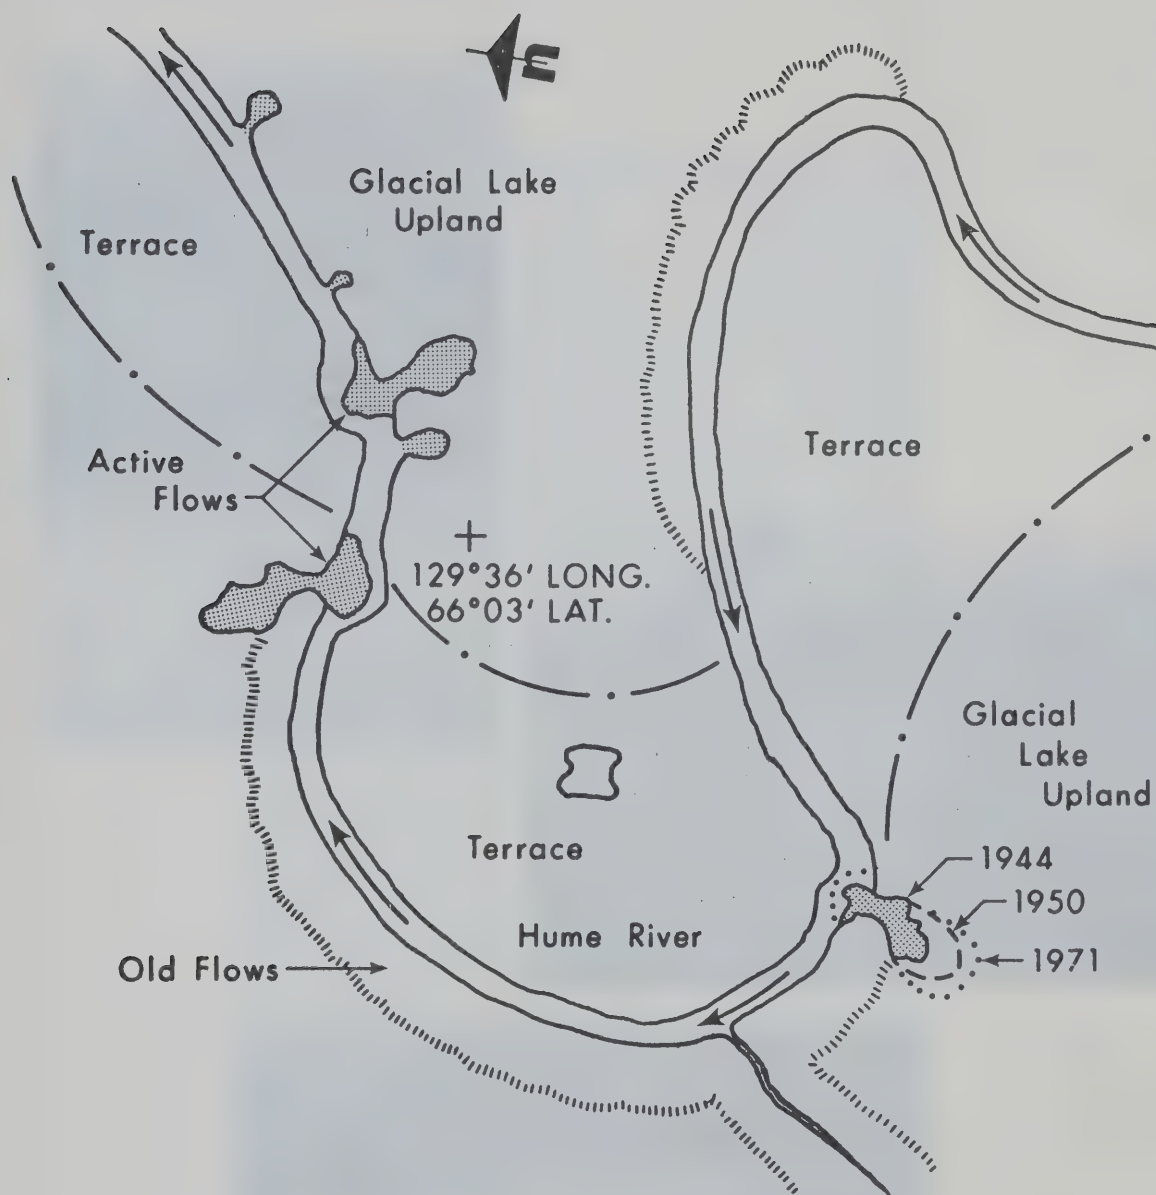 Glacial Lake
Upland
Terrace
Active
Flows
Terrace
129°36' LONG.
66°03' LAT.
Glacial
Lake
Upland
Terrace
1944
1950
1971
Hume River
Old Flows